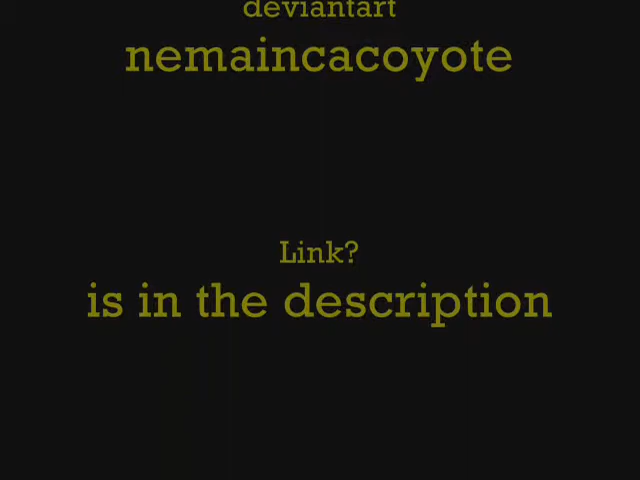 deviantart
nemaincacoyote
Link?
is in the description